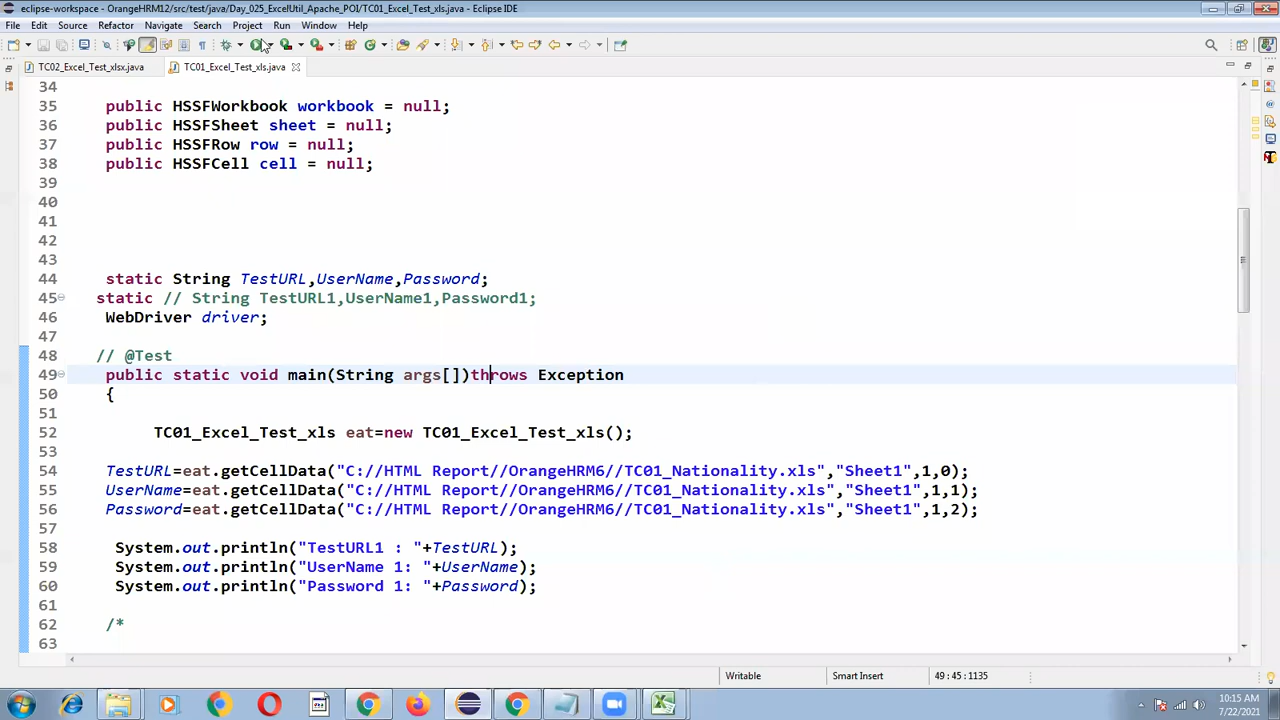 eclipse-workspace - OrangeHRM12/src/test/java/Day_025_ExcelUtil_Apache_POI/TC01_Excel_Test_xls.java - Eclipse IDE
File Edit Source Refactor Navigate Search Project Run Window Help
TC02_Excel_Test_xlsx.java TC01_Excel_Test_xls.java
34
35 public HSSFWorkbook workbook = null;
36 public HSSFSheet sheet = null;
37 public HSSFRow row = null;
38 public HSSFCell cell = null;
39
40
41
42
43
44 static String TestURL,UserName,Password;
45 static // String TestURL1,UserName1,Password1;
46 WebDriver driver;
47
48 // @Test
49 public static void main(String args[])throws Exception
50 {
51
52 TC01_Excel_Test_xls eat=new TC01_Excel_Test_xls();
53
54 TestURL=eat.getCellData("C://HTML Report//OrangeHRM6//TC01_Nationality.xls","Sheet1",1,0);
55 UserName=eat.getCellData("C://HTML Report//OrangeHRM6//TC01_Nationality.xls","Sheet1",1,1);
56 Password=eat.getCellData("C://HTML Report//OrangeHRM6//TC01_Nationality.xls","Sheet1",1,2);
57
58 System.out.println("TestURL1 : "+TestURL);
59 System.out.println("UserName 1: "+UserName);
60 System.out.println("Password 1: "+Password);
61
62 /*
63
Writable Smart Insert 49 : 45 : 1135
10:15 AM
7/22/2021